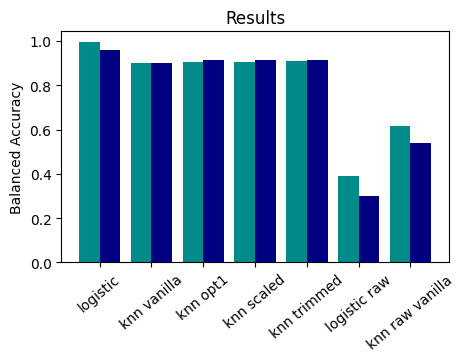 Results
Balanced Accuracy
1.0
0.8
0.6
0.4
0.2
0.0
logistic
knn vanilla
knn opt1
knn scaled
knn trimmed
logistic raw
knn raw vanilla